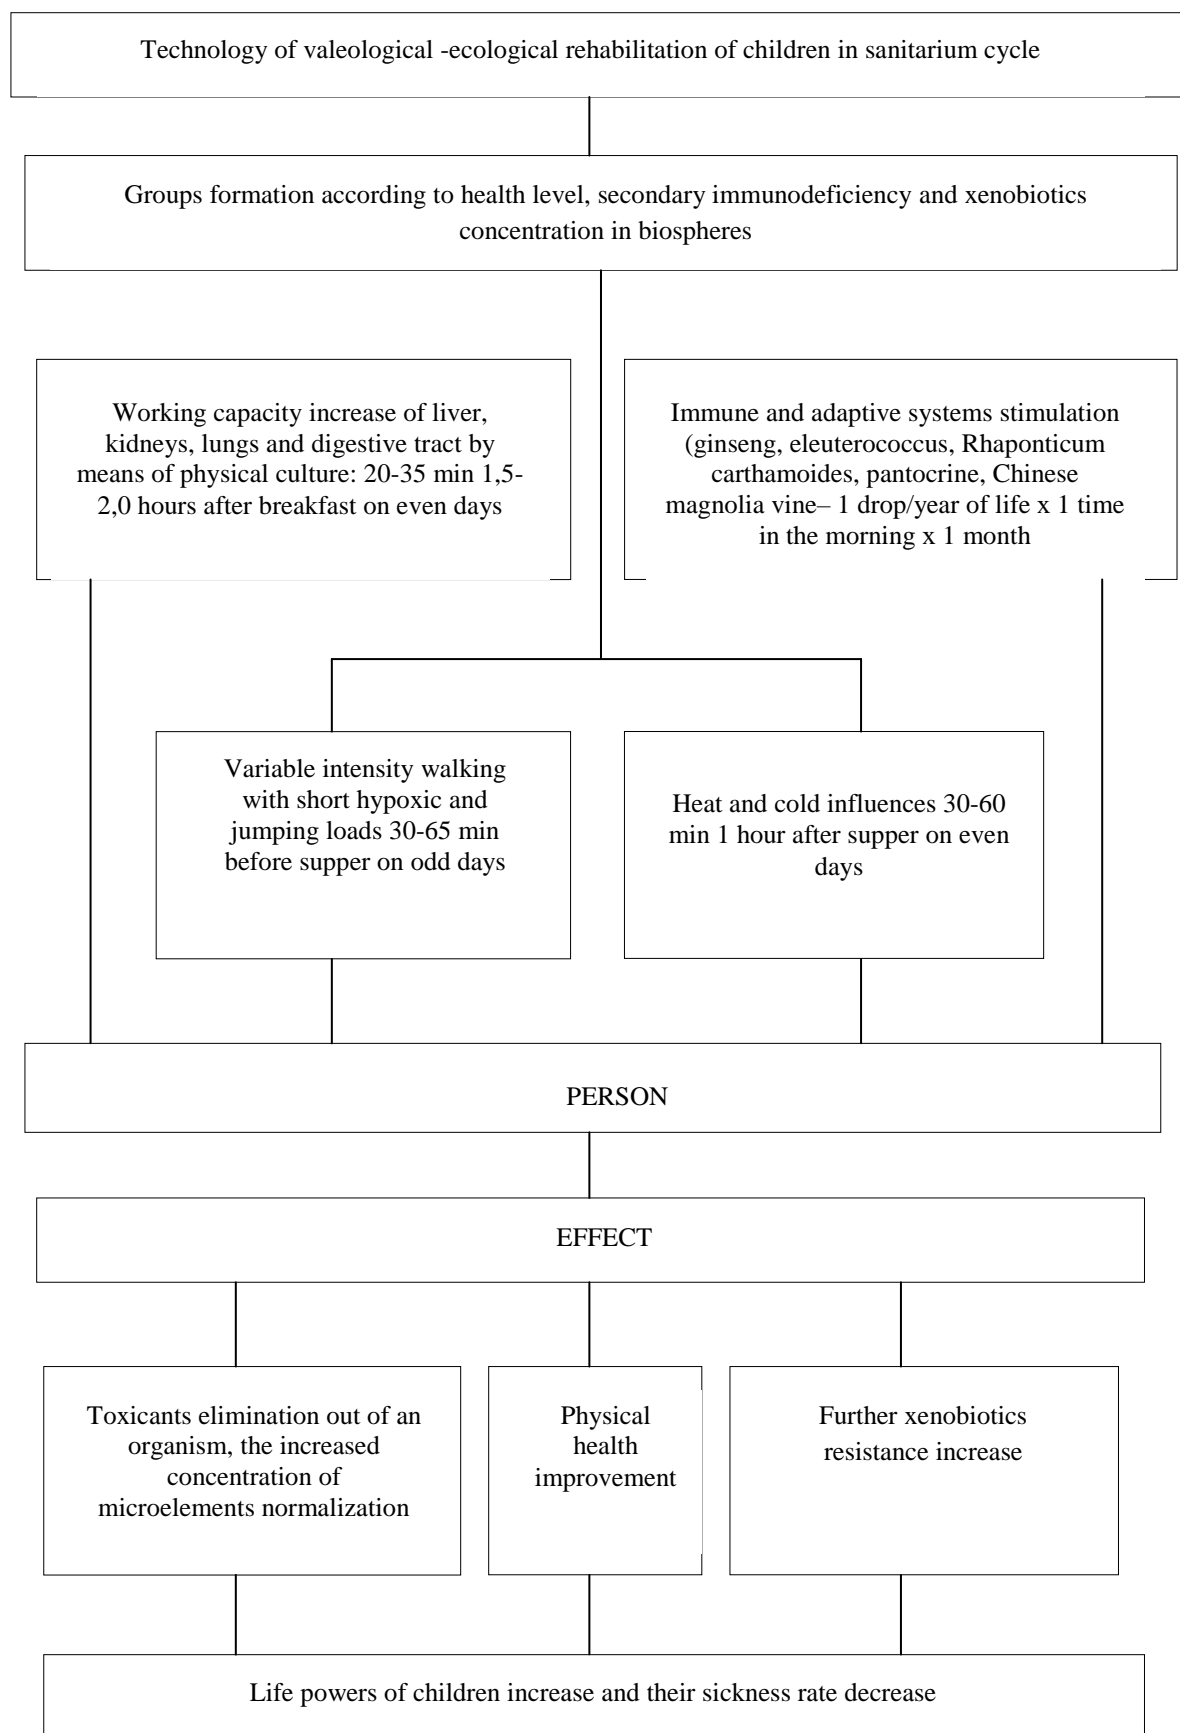 Technology of valeological -ecological rehabilitation of children in sanitarium cycle
Groups formation according to health level, secondary immunodeficiency and xenobiotics
concentration in biospheres
Working capacity increase of liver,
kidneys, lungs and digestive tract by
means of physical culture: 20-35 min 1,5-
2,0 hours after breakfast on even days
Immune and adaptive systems stimulation
(ginseng, eleuterococcus, Rhaponticum
carthamoides, pantocrine, Chinese
magnolia vine– 1 drop/year of life x 1 time
in the morning x 1 month
Variable intensity walking
with short hypoxic and
jumping loads 30-65 min
before supper on odd days
Heat and cold influences 30-60
min 1 hour after supper on even
days
PERSON
EFFECT
Toxicants elimination out of an
organism, the increased
concentration of
microelements normalization
Physical
health
improvement
Further xenobiotics
resistance increase
Life powers of children increase and their sickness rate decrease